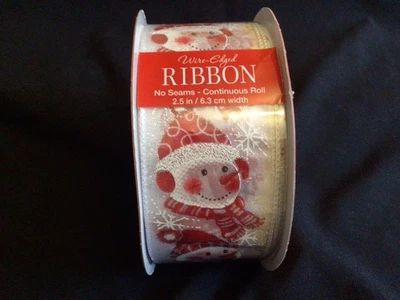 Wire-Edged
RIBBON
No Seams - Continuous Roll
2.5 in / 6.3 cm width